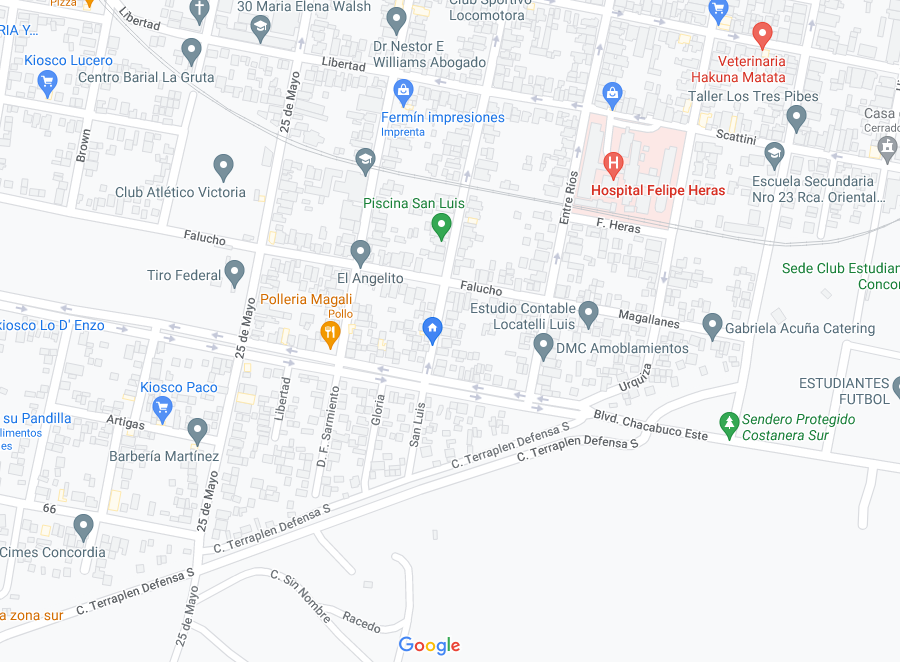 Pizza
30 Maria Elena Walsh
Club Sportivo
Locomotora
Libertad
RIA Y...
Kiosco Lucero
Centro Barial La Gruta
Dr Nestor E
Williams Abogado
Libertad
Veterinaria
Hakuna Matata
25 de Mayo
Fermín impresiones
Imprenta
Taller Los Tres Pibes
Casa
Cerrado
Brown
Scattini
Club Atlético Victoria
Hospital Felipe Heras
Escuela Secundaria
Nro 23 Rca. Oriental...
Piscina San Luis
Entre Ríos
F. Heras
Falucho
Tiro Federal
El Angelito
Falucho
Sede Club Estudian
Concor
Polleria Magali
Pollo
Estudio Contable
Locatelli Luis
Magallanes
Gabriela Acuña Catering
kiosco Lo D' Enzo
25 de Mayo
DMC Amoblamientos
Urquiza
Kiosco Paco
ESTUDIANTES
FUTBOL
su Pandilla
limentos
es
Artigas
Libertad
D. F. Sarmiento
Gloria
San Luis
Blvd. Chacabuco Este
Sendero Protegido
Costanera Sur
Barbería Martínez
C. Terraplen Defensa S
C. Terraplen Defensa S
25 de Mayo
66
C. Terraplen Defensa S
Cimes Concordia
C. Terraplen Defensa S
a zona sur
25 de Mayo
C. Sin Nombre
Racedo
Google